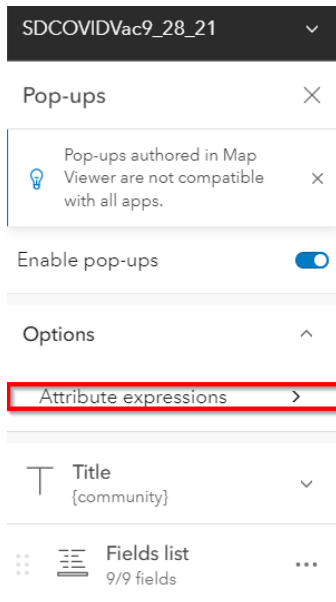 SDCOVIDVac9_28_21
Pop-ups
Pop-ups authored in Map
Viewer are not compatible
with all apps.
Enable pop-ups
Options
Attribute expressions
Title
{community}
Fields list
9/9 fields